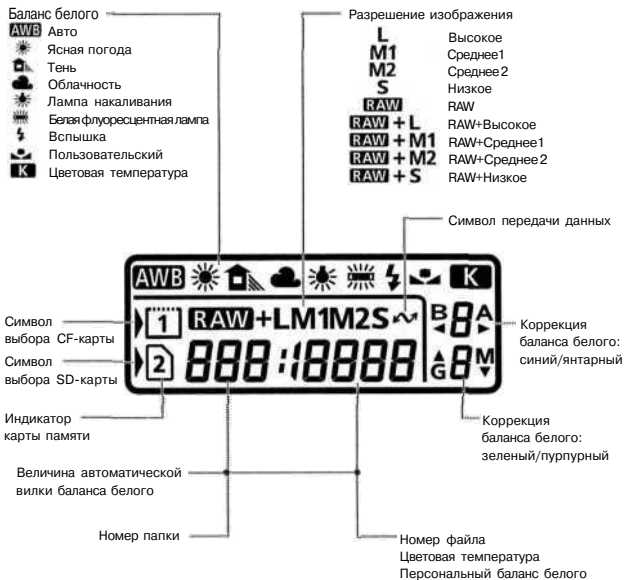 Баланс белого
AWB Авто
Ясная погода
Тень
Облачность
Лампа накаливания
Белая флуоресцентная лампа
Вспышка
Пользовательский
K Цветовая температура
Разрешение изображения
L Высокое
M1 Среднее1
M2 Среднее2
S Низкое
RAW RAW
RAW + L RAW+Высокое
RAW + M1 RAW+Среднее1
RAW + M2 RAW+Среднее2
RAW + S RAW+Низкое
Символ передачи данных
AWB K
1 RAW +LM1M2S B 8 A
2 888 8888 G 8 M
Символ
выбора CF-карты
Символ
выбора SD-карты
Индикатор
карты памяти
Величина автоматической
вилки баланса белого
Номер папки
Коррекция
баланса белого:
синий/янтарный
Коррекция
баланса белого:
зеленый/пурпурный
Номер файла
Цветовая температура
Персональный баланс белого